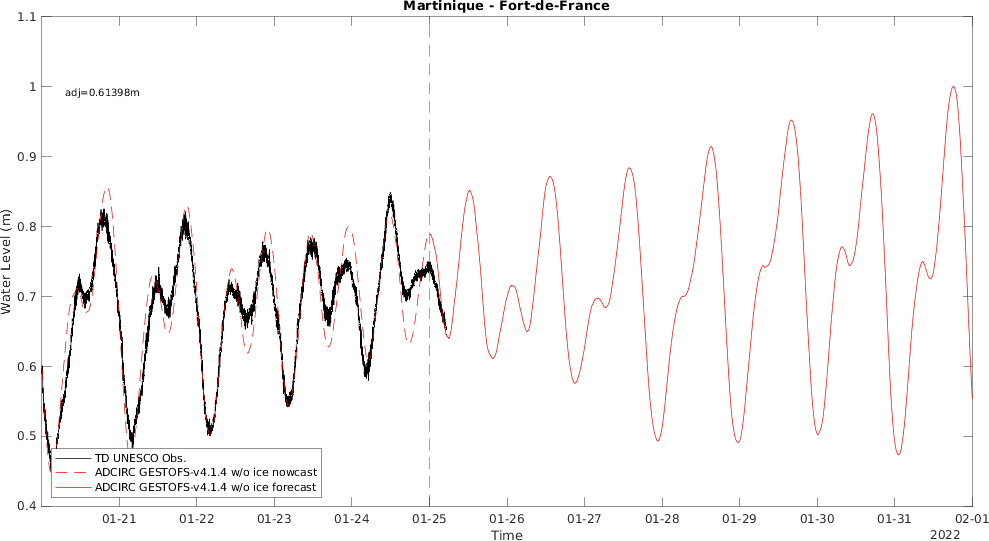 Martinique - Fort-de-France
1.1
1
0.9
0.8
0.7
0.6
0.5
0.4
Water Level (m)
adj=0.61398m
TD UNESCO Obs.
ADCIRC GESTOFS-v4.1.4 w/o ice nowcast
ADCIRC GESTOFS-v4.1.4 w/o ice forecast
01-21 01-22 01-23 01-24 01-25 01-26 01-27 01-28 01-29 01-30 01-31 02-01
Time
2022